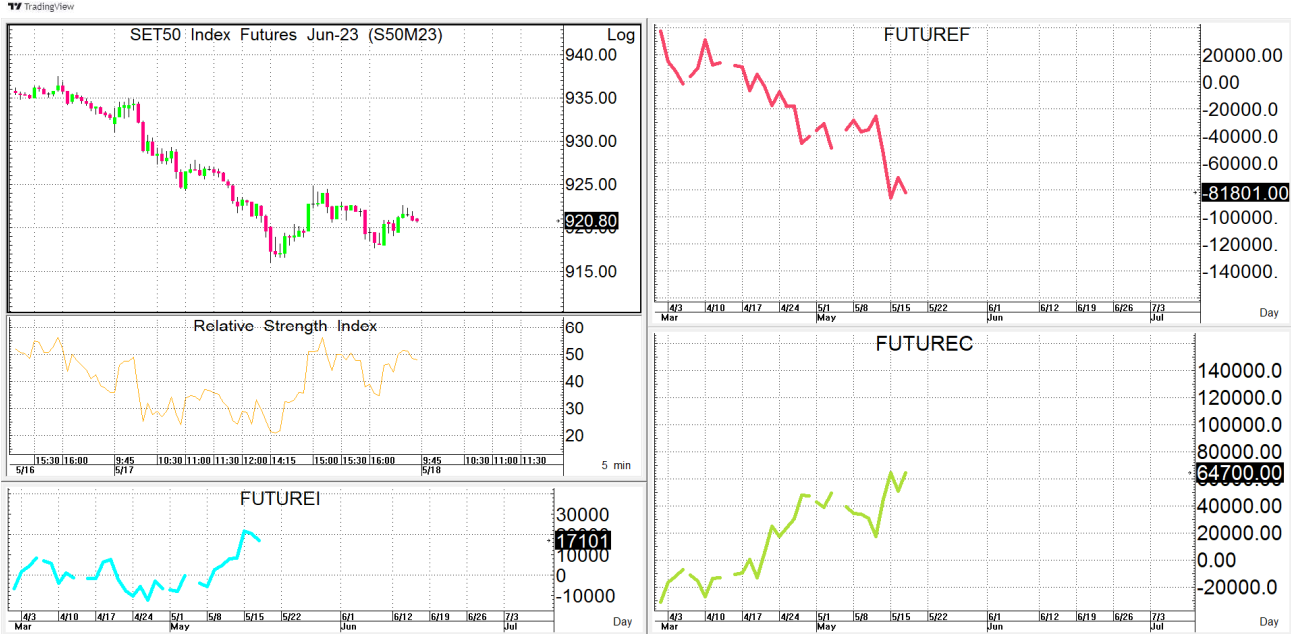 TradingView
SET50 Index Futures Jun-23 (S50M23)
Log
940.00
935.00
930.00
925.00
920.80
915.00
Relative Strength Index
60
50
40
30
20
15:30 16:00 9:45 10:30 11:00 11:30 12:00 14:15 15:00 15:30 16:00 9:45 10:30 11:00 11:30
5/16 5/17 5/18
5 min
FUTUREI
30000
17101
10000
0
-10000
4/3 4/10 4/17 4/24 5/1 5/8 5/15 5/22 6/1 6/12 6/19 6/26 7/3
Mar May Jun Jul
Day
FUTUREF
20000.00
0.00
-20000.0
-40000.0
-60000.0
-81801.00
-100000.
-120000.
-140000.
4/3 4/10 4/17 4/24 5/1 5/8 5/15 5/22 6/1 6/12 6/19 6/26 7/3
Mar May Jun Jul
Day
FUTUREC
140000.0
120000.0
100000.0
80000.00
64700.00
40000.00
20000.00
0.00
-20000.0
4/3 4/10 4/17 4/24 5/1 5/8 5/15 5/22 6/1 6/12 6/19 6/26 7/3
Mar May Jun Jul
Day